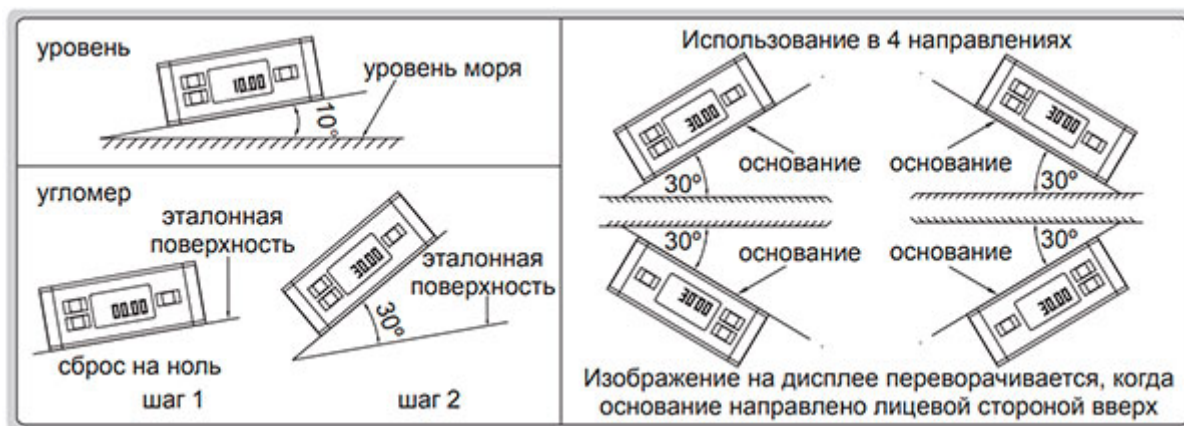 уровень
10.00
уровень моря
10°
угломер
эталонная
поверхность
00.00
сброс на ноль
шаг 1
30.00
эталонная
поверхность
30°
шаг 2
Использование в 4 направлениях
30.00
30.00
основание
основание
30°
30°
30°
30°
основание
основание
30.00
30.00
Изображение на дисплее переворачивается, когда
основание направлено лицевой стороной вверх